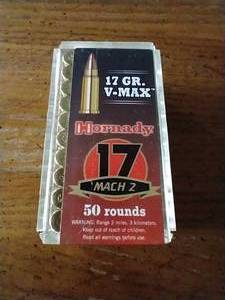 17 GR.
V-MAX™
Hornady
17
MACH 2
50 rounds
WARNING: Range 2 miles, 3 kilometers.
Keep out of reach of children.
Read all warnings before use.